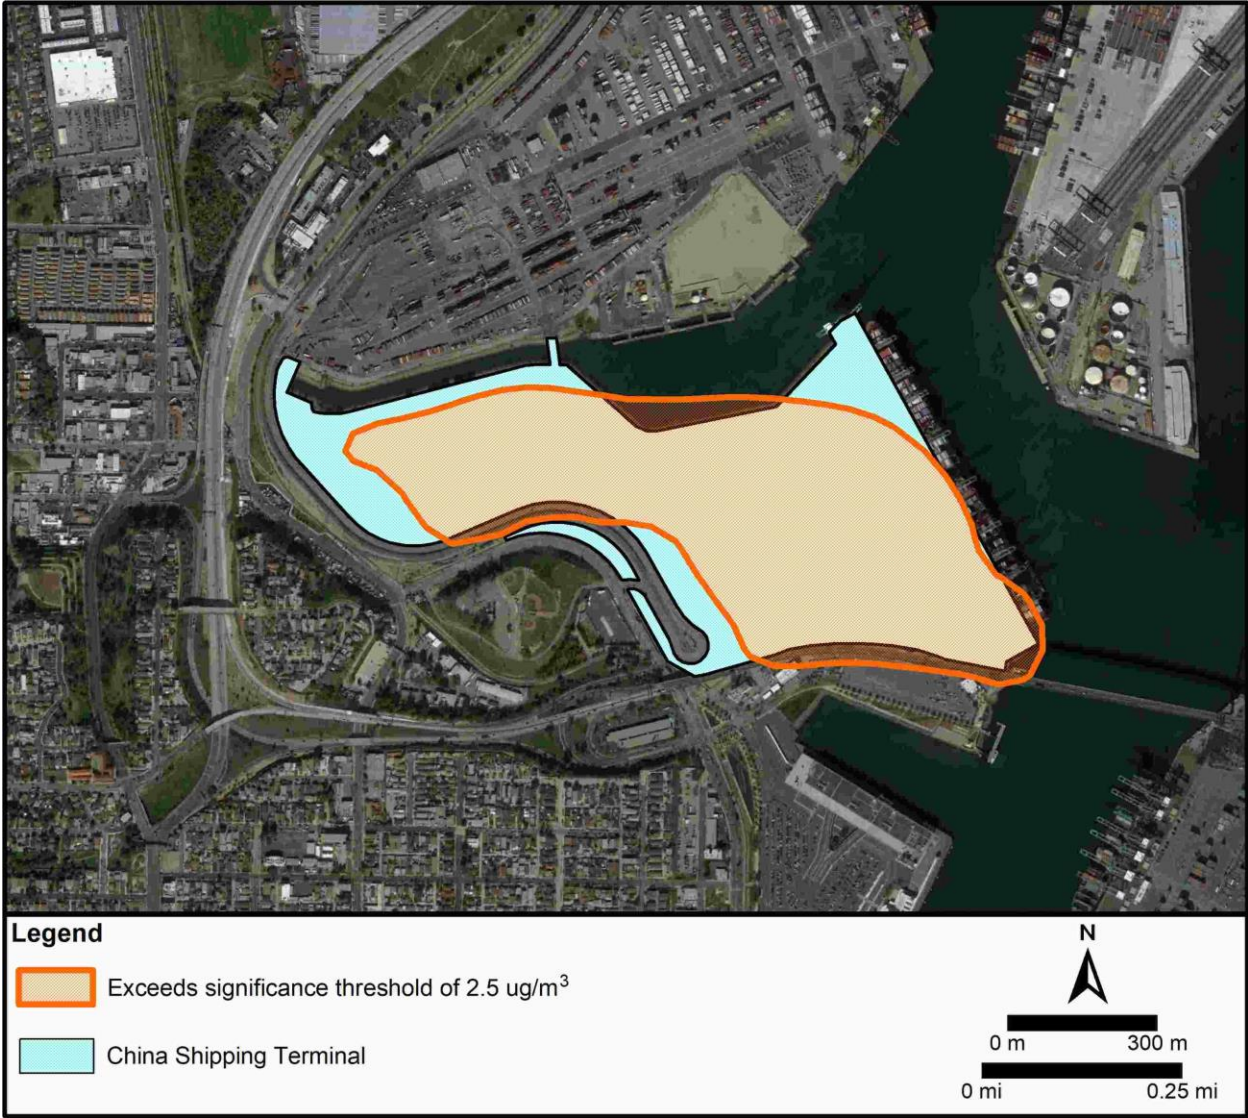 Legend
Exceeds significance threshold of 2.5 ug/m³
China Shipping Terminal
N
0 m 300 m
0 mi 0.25 mi